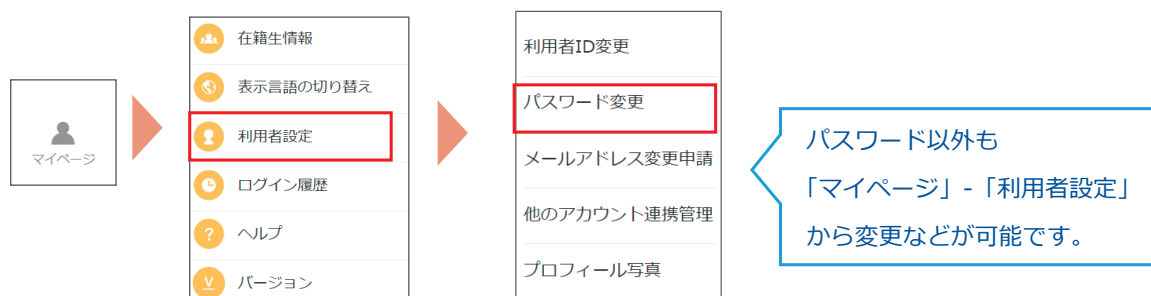 マイページ
在籍生情報
表示言語の切り替え
利用者設定
ログイン履歴
?
ヘルプ
V
バージョン
利用者ID変更
パスワード変更
メールアドレス変更申請
他のアカウント連携管理
プロフィール写真
パスワード以外も
「マイページ」-「利用者設定」
から変更などが可能です。